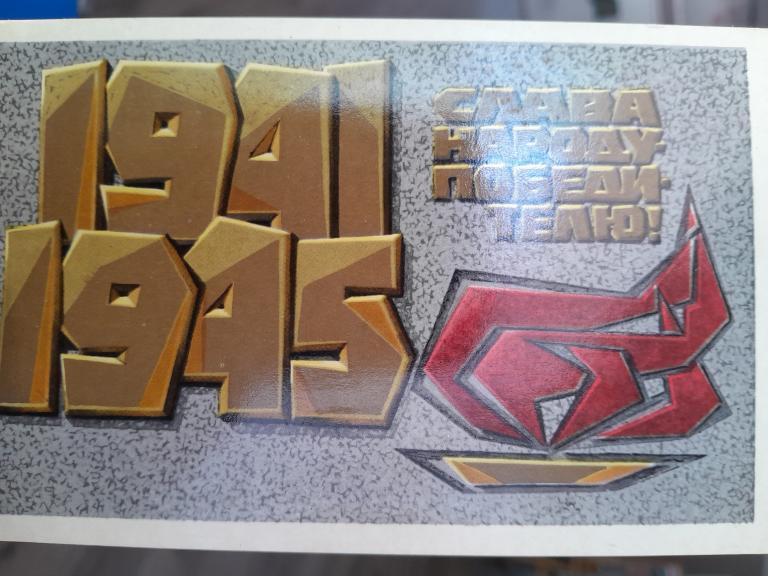 1941
1945
СЛАВА
НАРОДУ-
ПОБЕДИ-
ТЕЛЮ!